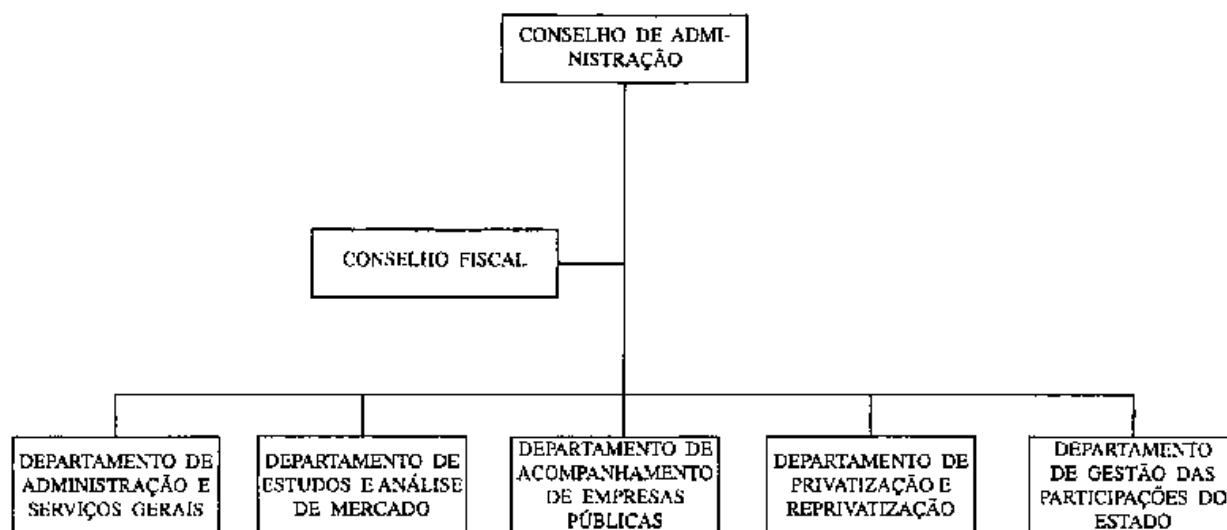 CONSELHO DE ADMI-
NISTRAÇÃO
CONSELHO FISCAL
DEPARTAMENTO DE
ADMINISTRAÇÃO E
SERVIÇOS GERAIS
DEPARTAMENTO DE
ESTUDOS E ANÁLISE
DE MERCADO
DEPARTAMENTO DE
ACOMPANHAMENTO
DE EMPRESAS
PÚBLICAS
DEPARTAMENTO DE
PRIVATIZAÇÃO E
REPRIVATIZAÇÃO
DEPARTAMENTO
DE GESTÃO DAS
PARTICIPAÇÕES DO
ESTADO